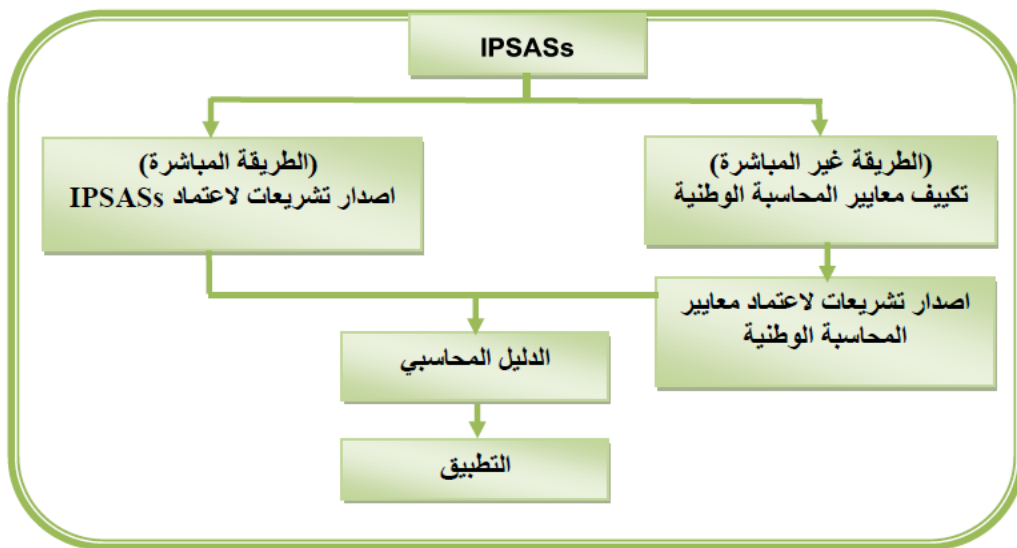 IPSASs
(الطريقة غير المباشرة)
تكييف معايير المحاسبة الوطنية
(الطريقة المباشرة)
اصدار تشريعات لاعتماد IPSASs
اصدار تشريعات لاعتماد معايير
المحاسبة الوطنية
الدليل المحاسبي
التطبيق